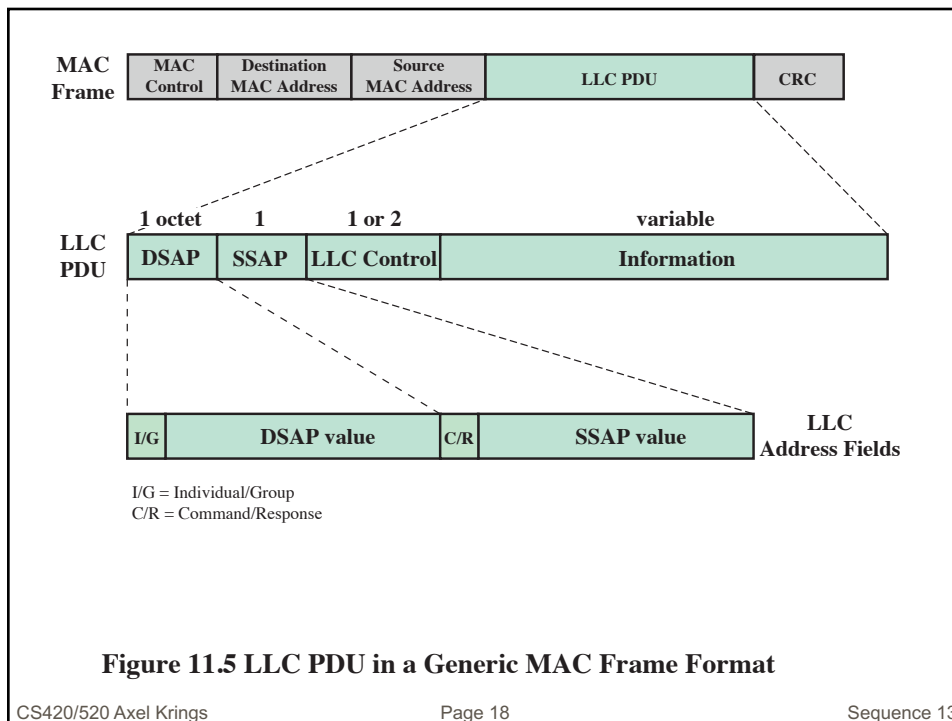 MAC
Frame
MAC
Control
Destination
MAC Address
Source
MAC Address
LLC PDU
CRC
1 octet
1
1 or 2
variable
LLC
PDU
DSAP
SSAP
LLC Control
Information
I/G
DSAP value
C/R
SSAP value
LLC
Address Fields
I/G = Individual/Group
C/R = Command/Response
Figure 11.5 LLC PDU in a Generic MAC Frame Format
CS420/520 Axel Krings
Page 18
Sequence 13